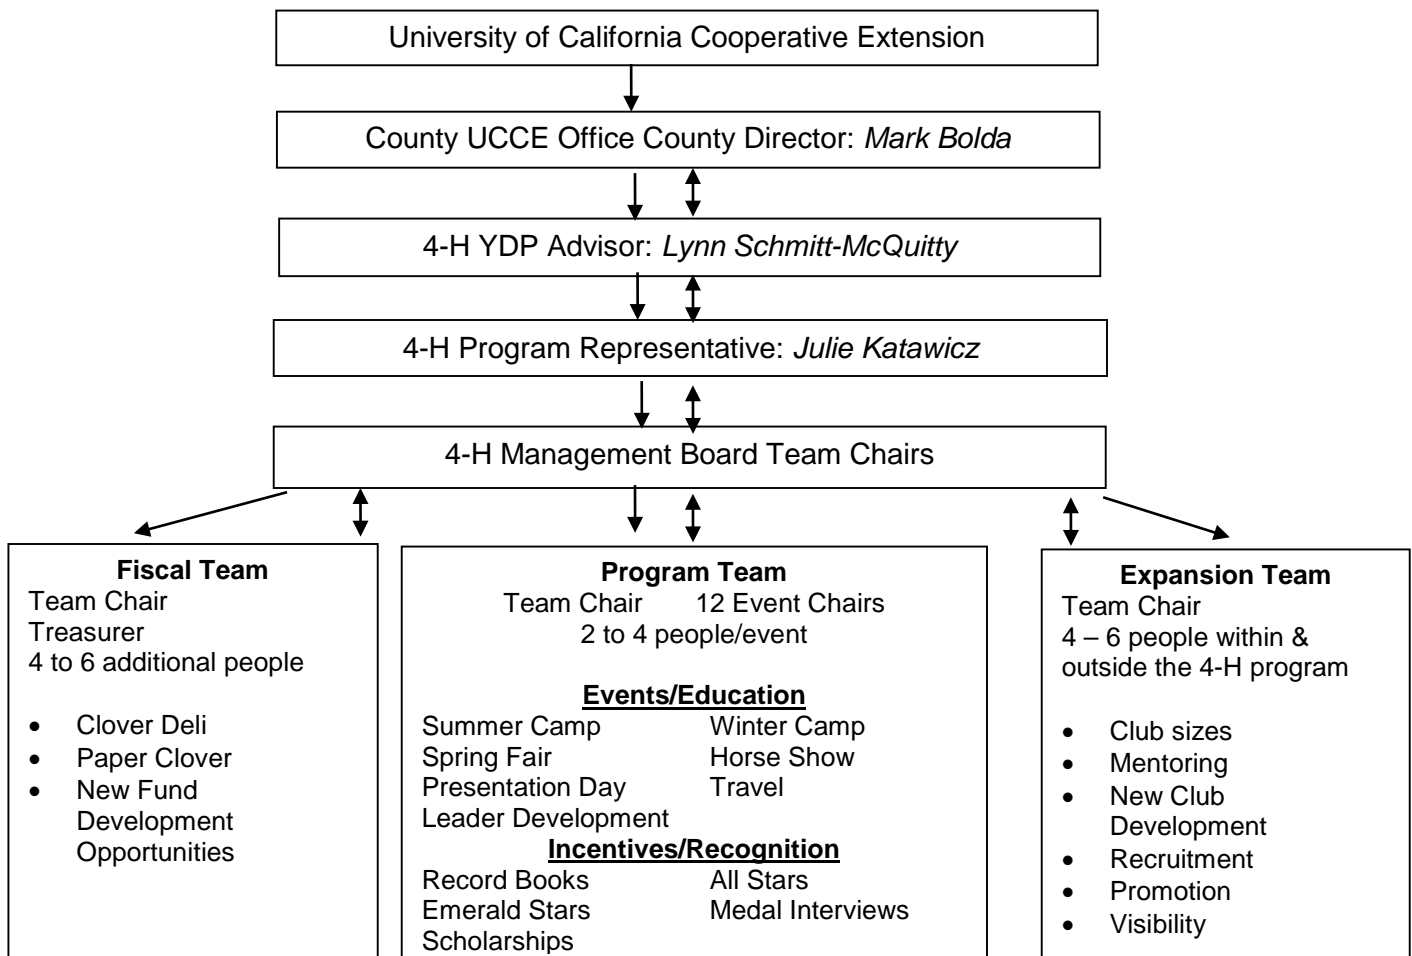 University of California Cooperative Extension
County UCCE Office County Director: Mark Bolda
4-H YDP Advisor: Lynn Schmitt-McQuitty
4-H Program Representative: Julie Katawicz
4-H Management Board Team Chairs
Fiscal Team
Team Chair
Treasurer
4 to 6 additional people
• Clover Deli
• Paper Clover
• New Fund
Development
Opportunities
Program Team
Team Chair 12 Event Chairs
2 to 4 people/event
Events/Education
Summer Camp Winter Camp
Spring Fair Horse Show
Presentation Day Travel
Leader Development
Incentives/Recognition
Record Books All Stars
Emerald Stars Medal Interviews
Scholarships
Expansion Team
Team Chair
4 – 6 people within &
outside the 4-H program
• Club sizes
• Mentoring
• New Club
Development
• Recruitment
• Promotion
• Visibility